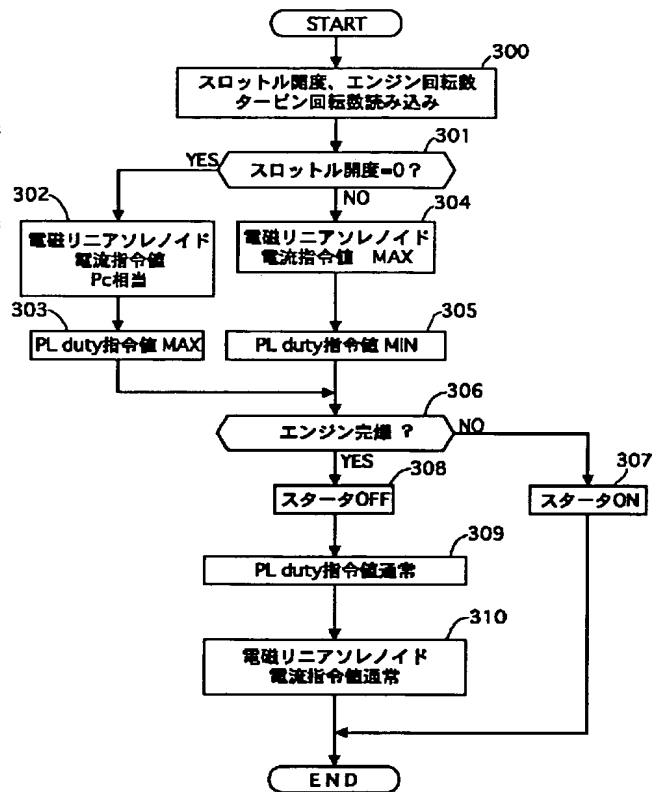 START
300
スロットル開度、エンジン回転数
タービン回転数読み込み
301
スロットル開度=0？
YES
NO
302
電磁リニアソレノイド
電流指令値
Pc相当
304
電磁リニアソレノイド
電流指令値 MAX
303
PL duty指令値 MAX
305
PL duty指令値 MIN
306
エンジン完爆 ？
NO
YES
308
スタータOFF
307
スタータON
309
PL duty指令値通常
310
電磁リニアソレノイド
電流指令値通常
END